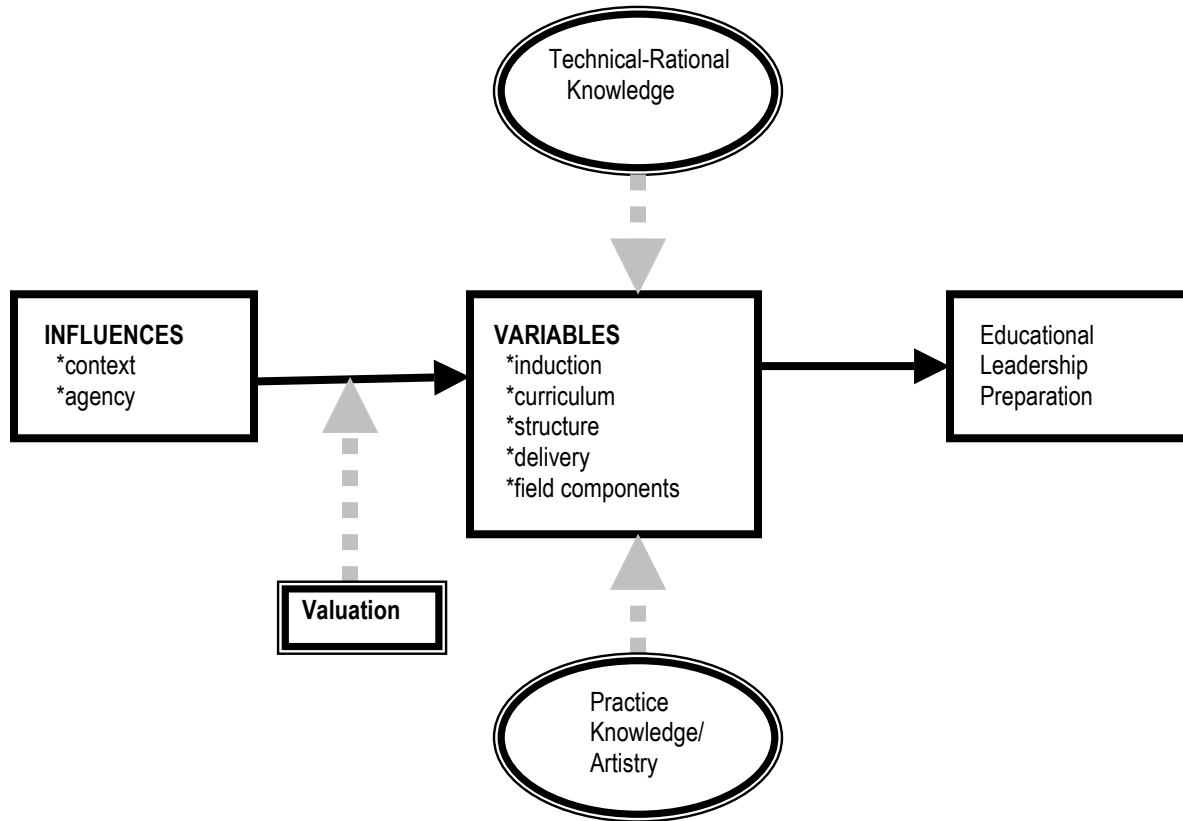 Technical-Rational
Knowledge
INFLUENCES
*context
*agency
VARIABLES
*induction
*curriculum
*structure
*delivery
*field components
Educational
Leadership
Preparation
Valuation
Practice
Knowledge/
Artistry